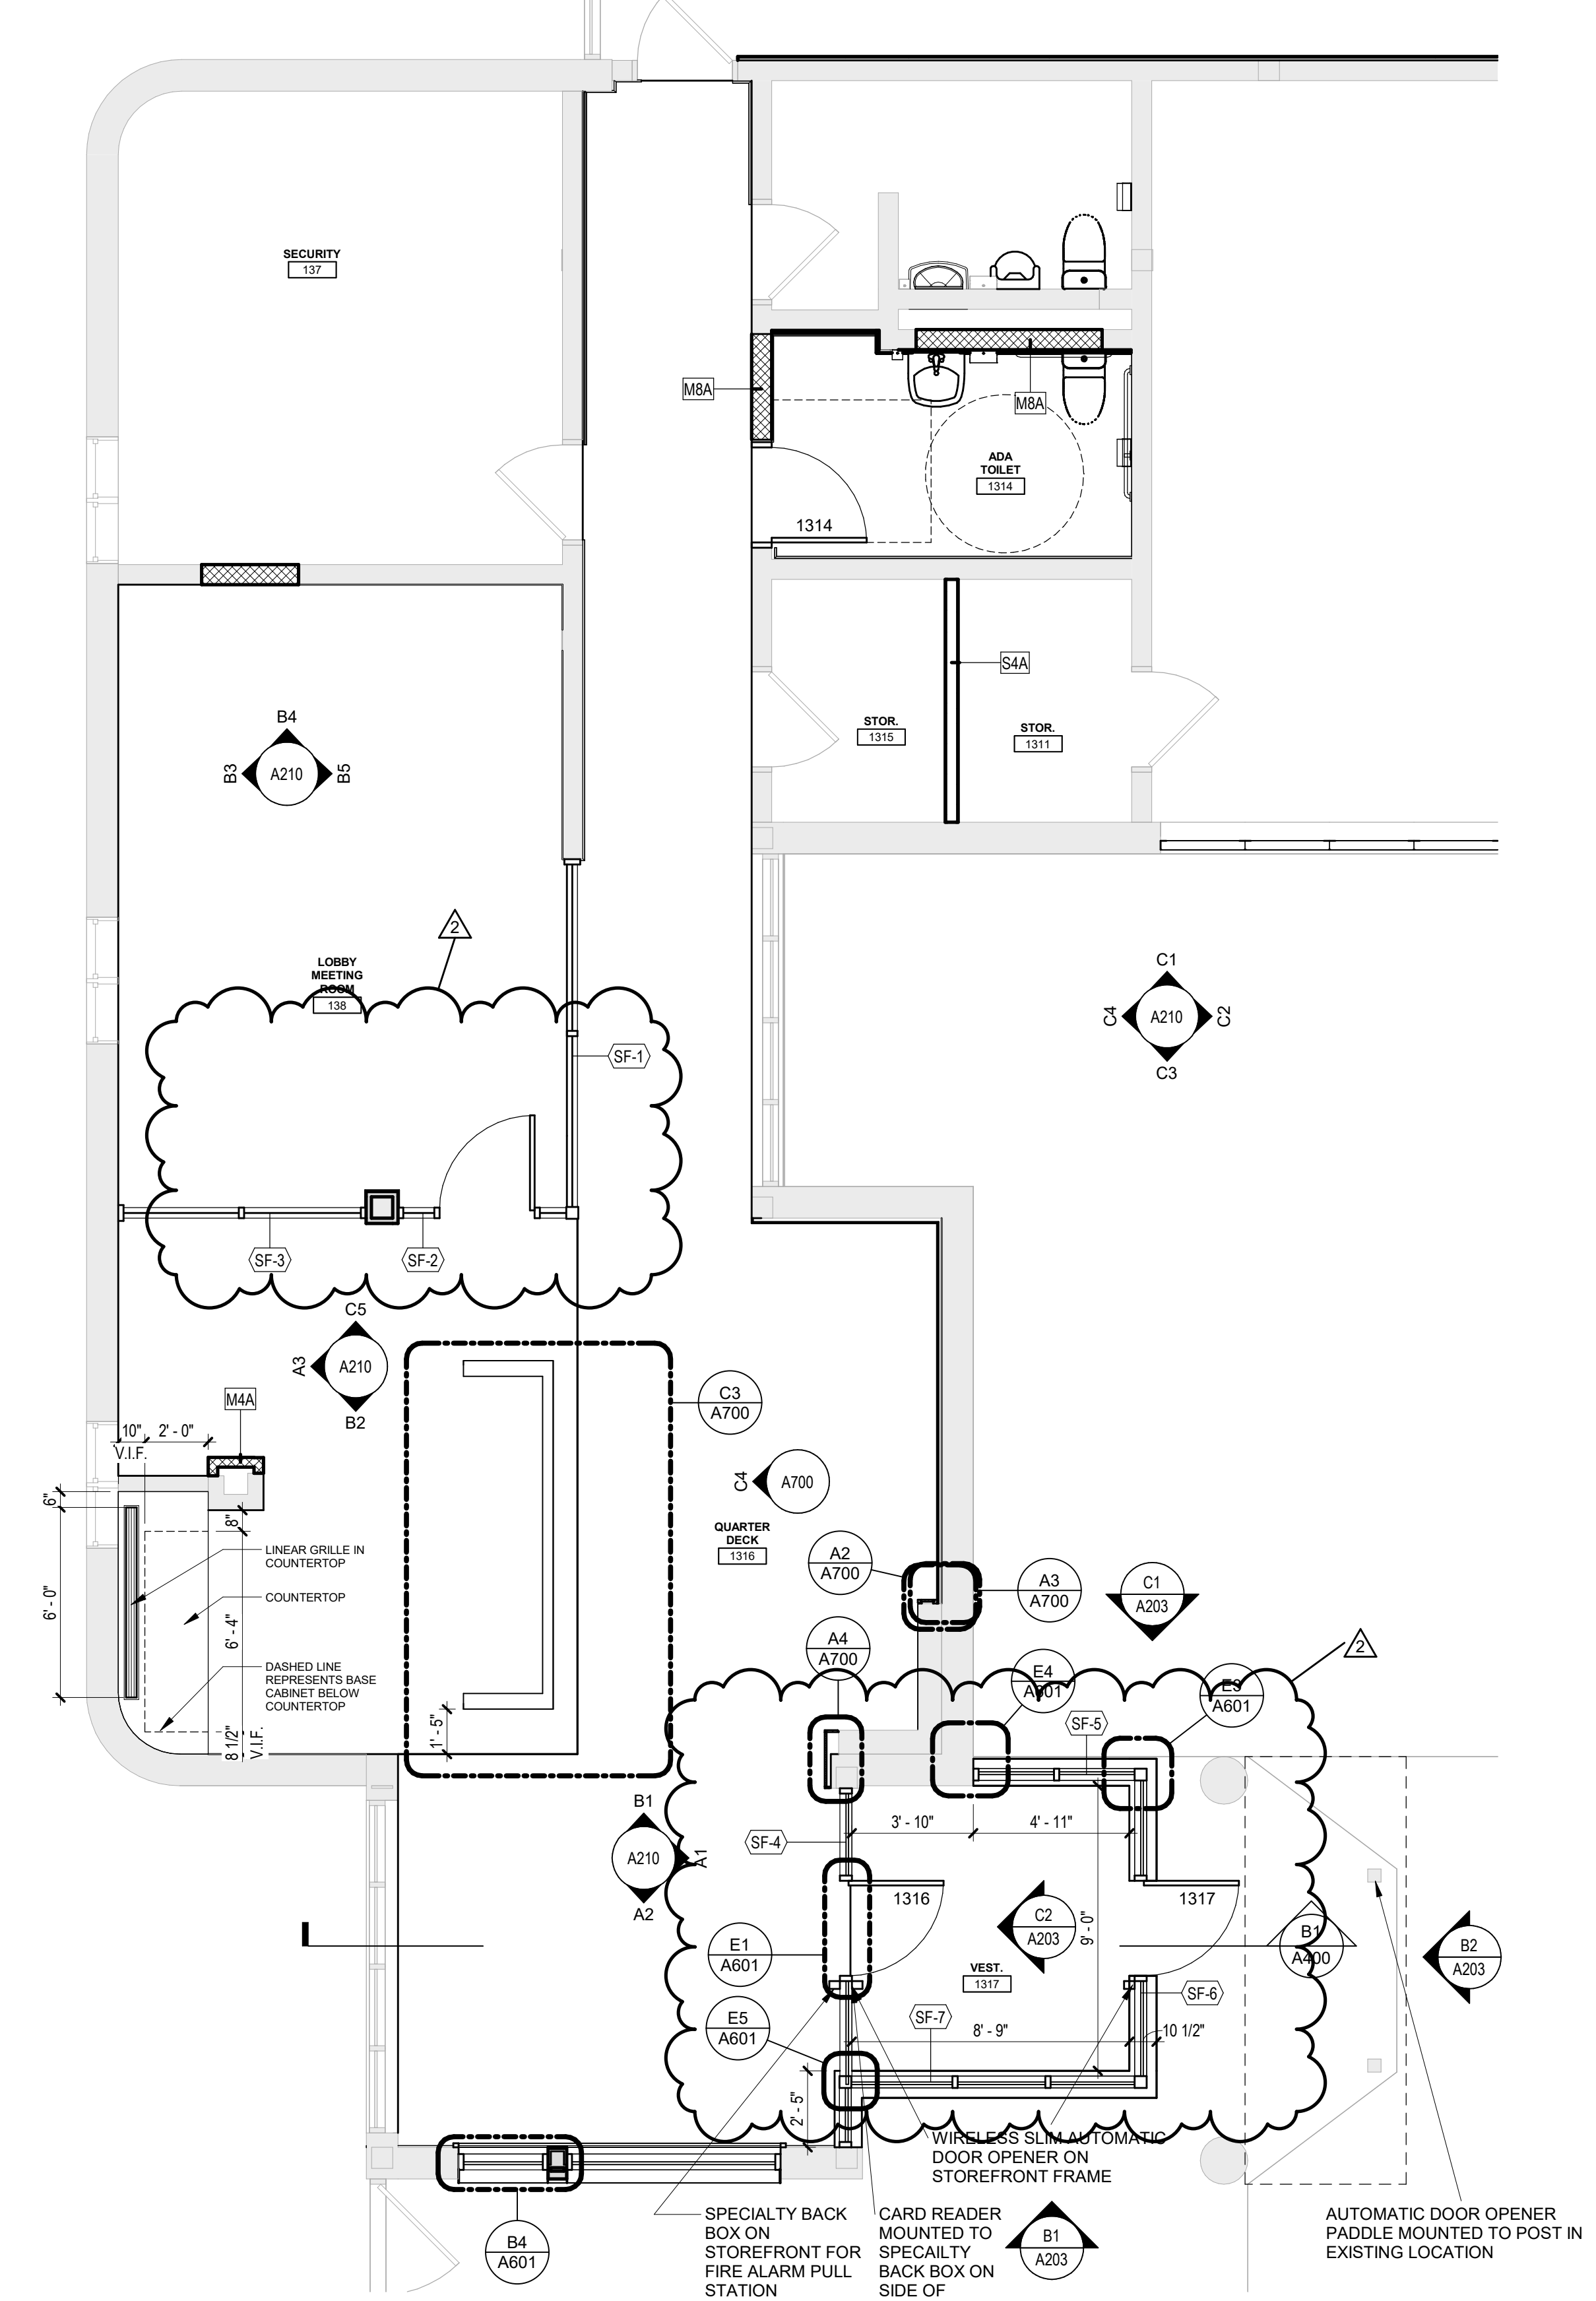 SECURITY
137
M8A
M8A
ADA
TOILET
1314
1314
S4A
STOR.
1315
STOR.
1311
B4
B3
A210
B5
2
LOBBY
MEETING
ROOM
138
C1
C4
A210
C2
C3
SF-1
SF-3
SF-2
C5
A3
A210
B2
C3
A700
M4A
10"
2' - 0"
V.I.F.
C4
A700
6"
8"
QUARTER
DECK
1316
LINEAR GRILLE IN
COUNTERTOP
A2
A700
A3
A700
C1
A203
6' - 0"
COUNTERTOP
6' - 4"
A4
A700
2
DASHED LINE
REPRESENTS BASE
CABINET BELOW
COUNTERTOP
E4
A601
E3
A601
1' - 5"
SF-5
8 1/2"
V.I.F.
B1
A210
A1
A2
3' - 10"
4' - 11"
SF-4
1316
1317
C2
A203
9' - 0"
B1
A400
B2
A203
E1
A601
VEST.
1317
SF-6
E5
A601
SF-7
8' - 9"
10 1/2"
2' - 5"
WIRELESS SLIM AUTOMATIC
DOOR OPENER ON
STOREFRONT FRAME
B4
A601
SPECIALTY BACK
BOX ON
STOREFRONT FOR
FIRE ALARM PULL
STATION
CARD READER
MOUNTED TO
SPECAILTY
BACK BOX ON
SIDE OF
B1
A203
AUTOMATIC DOOR OPENER
PADDLE MOUNTED TO POST IN
EXISTING LOCATION